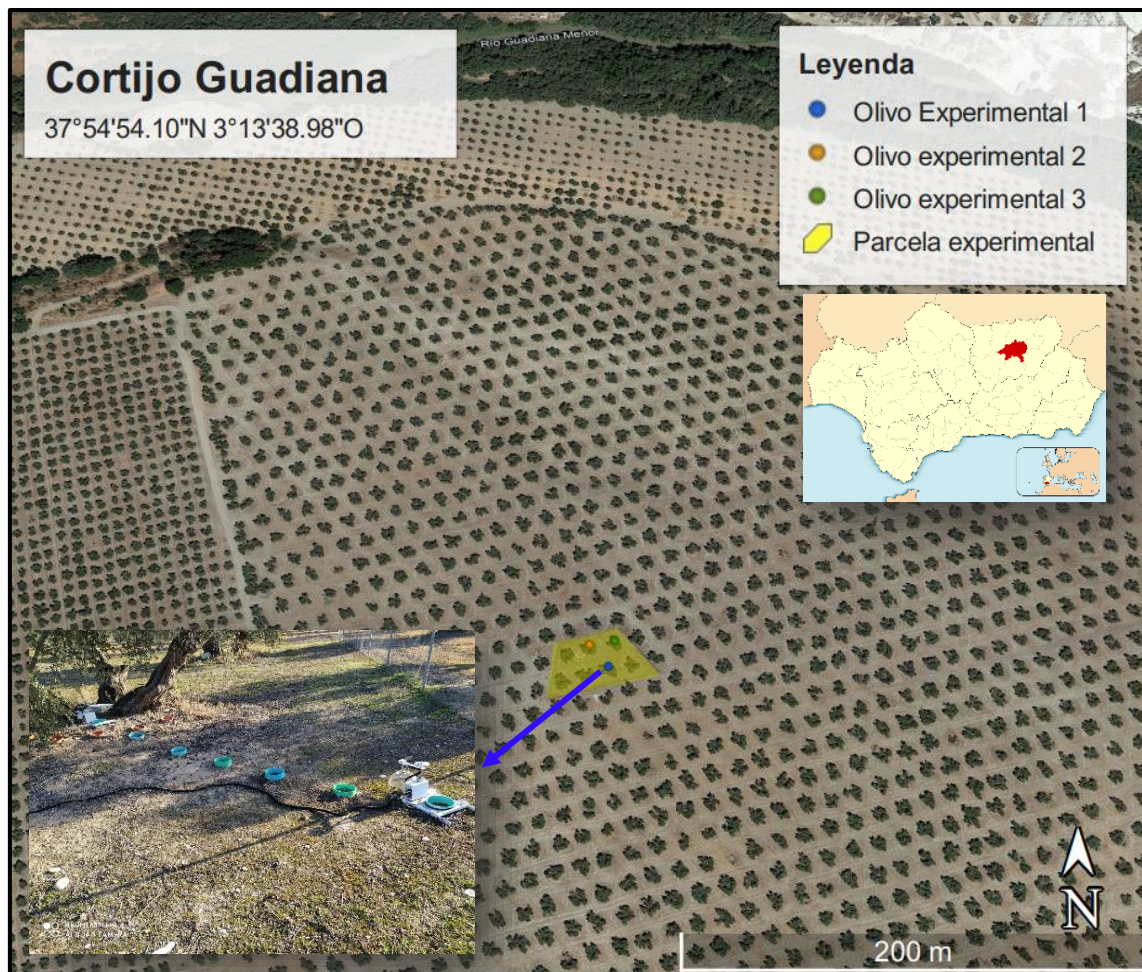 Cortijo Guadiana
37°54'54.10"N 3°13'38.98"O
Río Guadiana Menor
Leyenda
Olivo Experimental 1
Olivo experimental 2
Olivo experimental 3
Parcela experimental
N
200 m